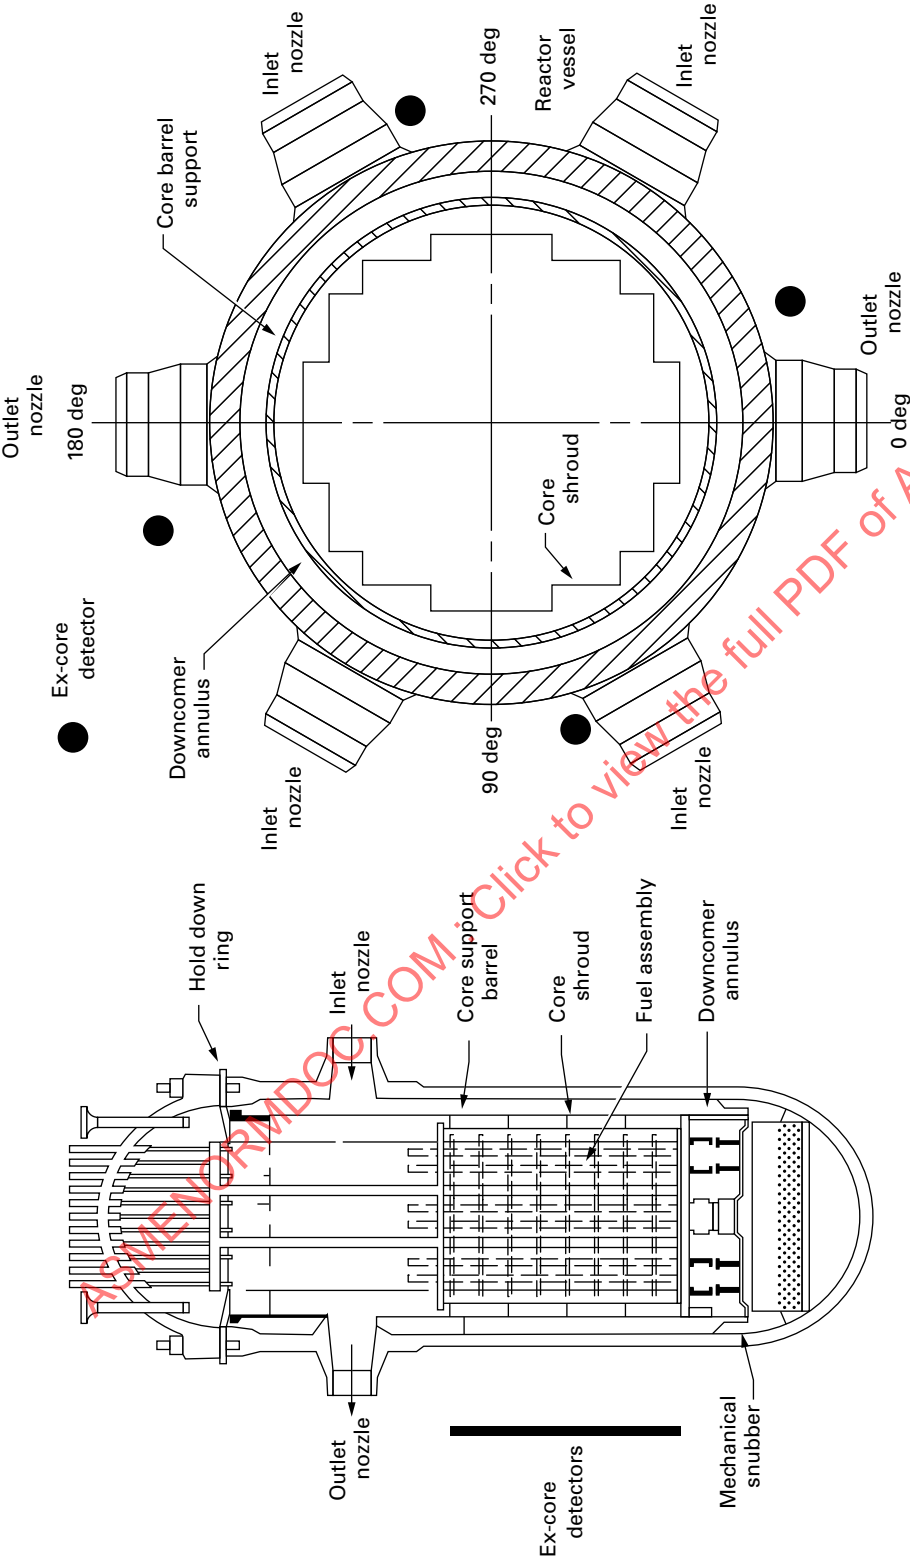 Outlet
nozzle
180 deg
Ex-core
detector
Inlet
nozzle
Core barrel
support
Downcomer
annulus
Inlet
nozzle
270 deg
Reactor
vessel
90 deg
Core
shroud
Inlet
nozzle
Inlet
nozzle
Outlet
nozzle
0 deg
Hold down
ring
Inlet
nozzle
Core support
barrel
Core
shroud
Fuel assembly
Downcomer
annulus
Outlet
nozzle
Ex-core
detectors
Mechanical
snubber
ASMENORMDOC.COM : Click to view the full PDF of A